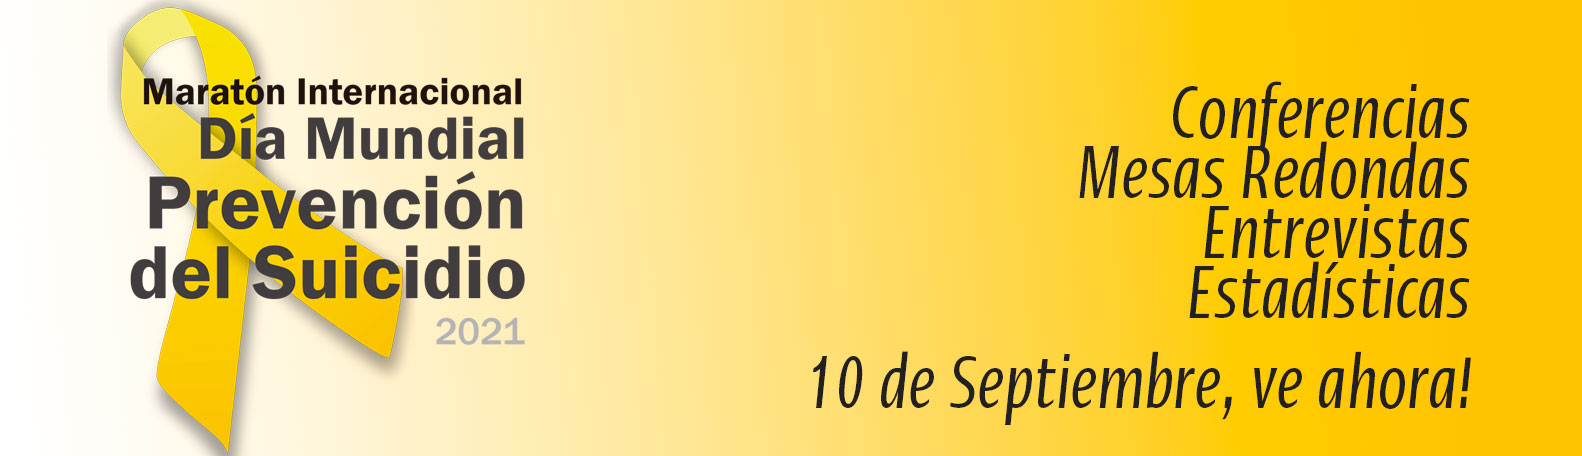 Maratón Internacional
Día Mundial
Prevención
del Suicidio
2021
Conferencias
Mesas Redondas
Entrevistas
Estadísticas
10 de Septiembre, ve ahora!